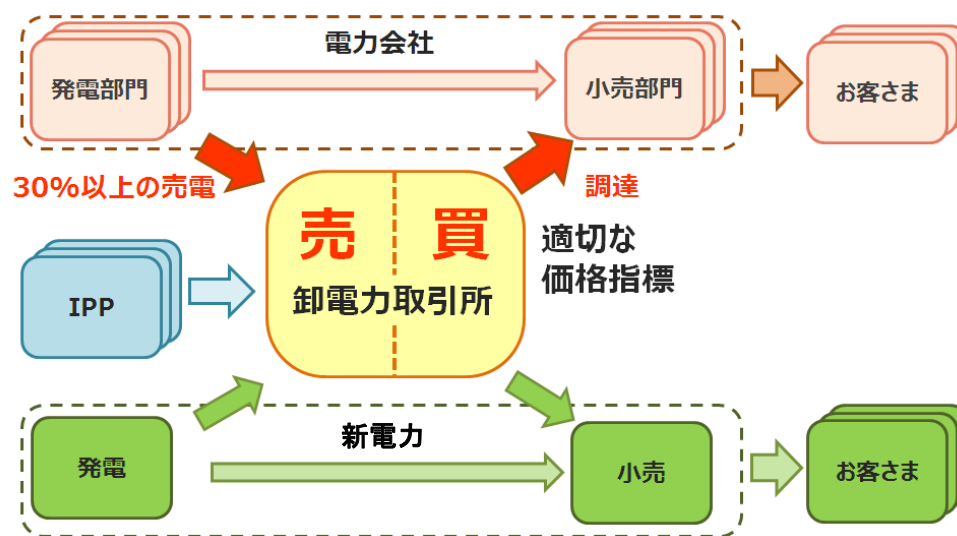 電力会社
発電部門
小売部門
お客さま
30%以上の売電
調達
売 買
卸電力取引所
適切な
価格指標
IPP
新電力
発電
小売
お客さま